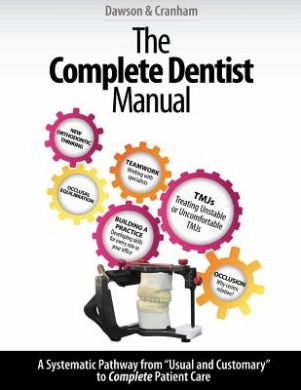 Dawson & Cranham
The
Complete Dentist
Manual
NEW
ORTHODONTIC
THINKING
TEAMWORK
Working with
specialists
OCCLUSAL
EQUILIBRATION
TMJs
Treating Unstable
or Uncomfortable
TMJs
BUILDING A
PRACTICE
Developing skills
for every role in
your office
OCCLUSION
Why centric
relation?
A Systematic Pathway from "Usual and Customary"
to Complete Patient Care